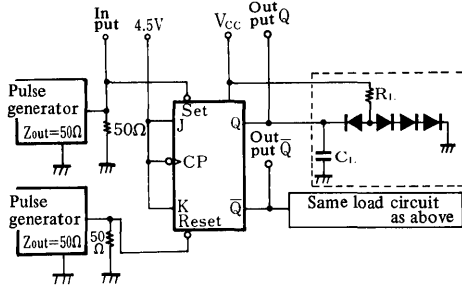 In
put
4.5V
VCC
Out
put Q
Pulse
generator
Zout=50Ω
50Ω
Set
J
Q
CP
K
Q̅
Reset
RL
CL
Out
put Q̅
Pulse
generator
Zout=50Ω
50
Ω
Same load circuit
as above